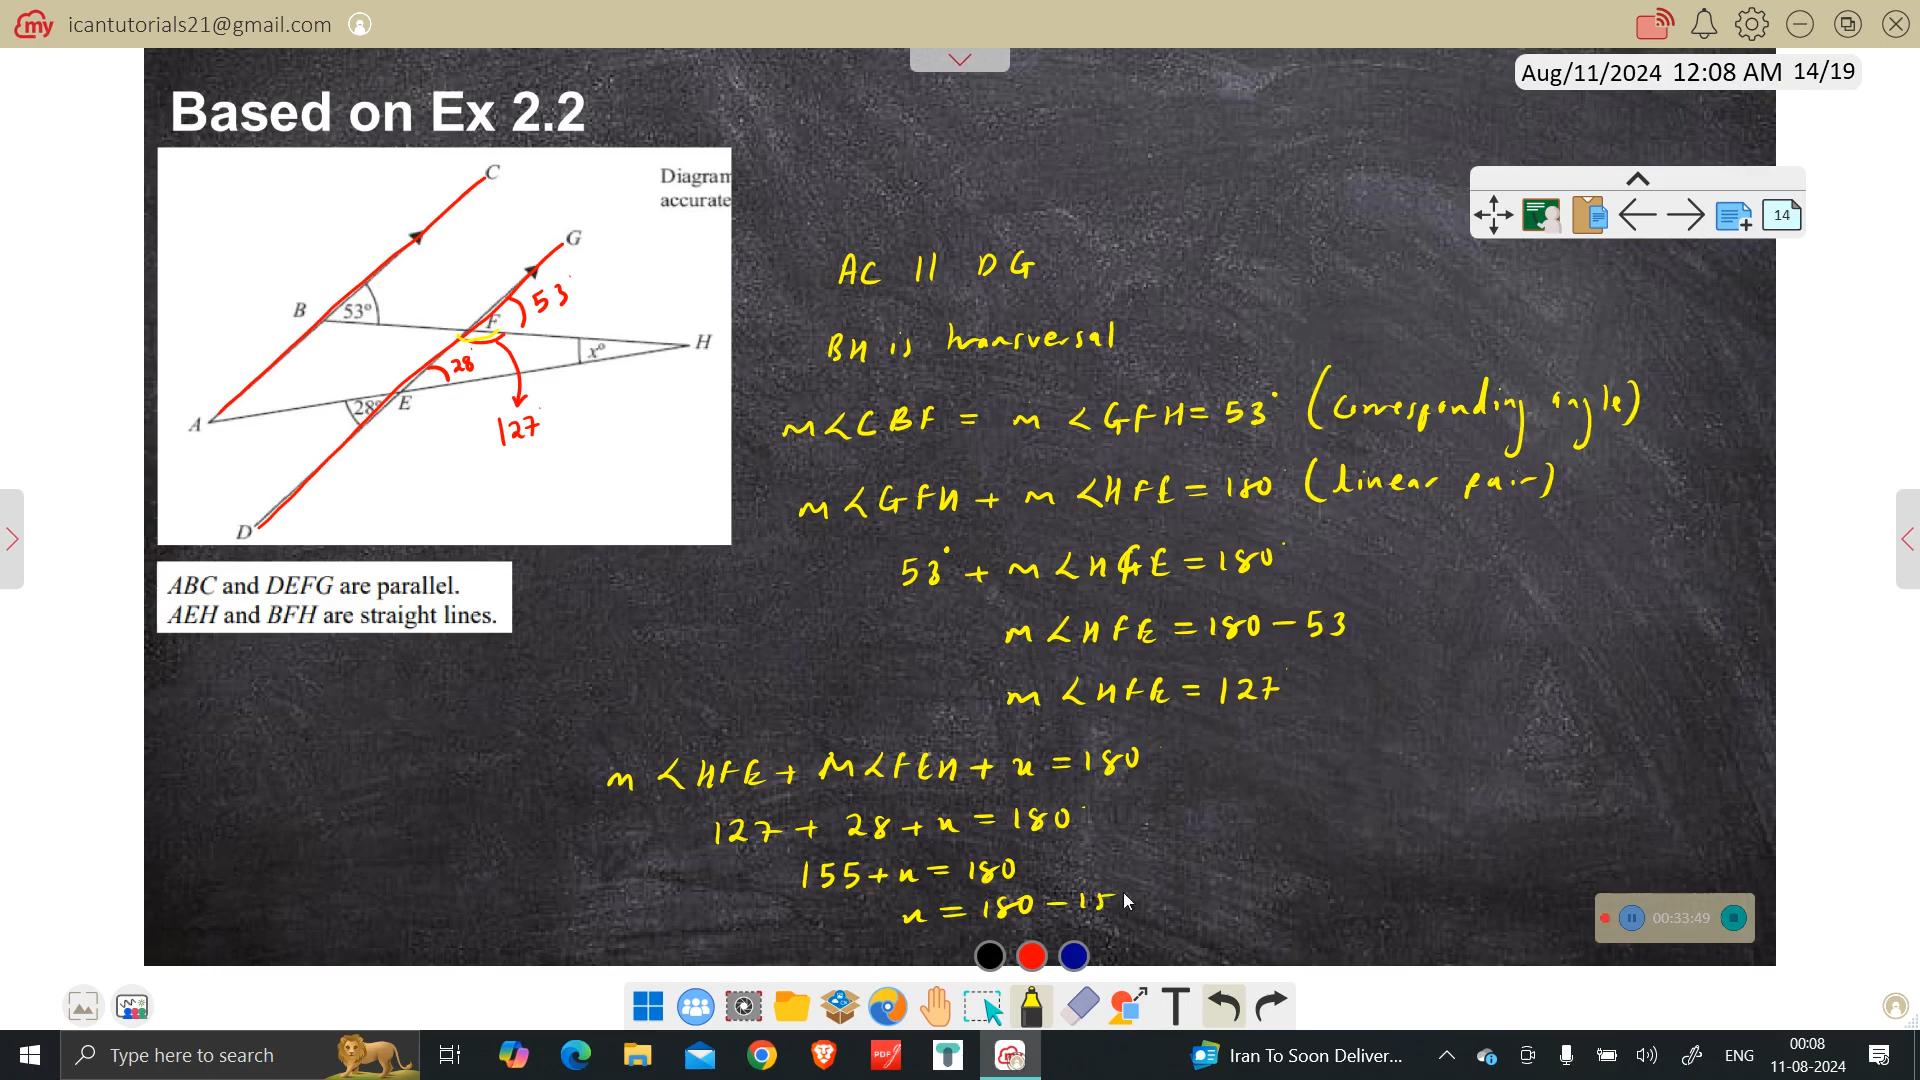 icantutorials21@gmail.com
Aug/11/2024 12:08 AM 14/19
Based on Ex 2.2
Diagram
accurate
C
G
B
53°
53°
F
H
x°
28
A
28°
E
127°
D
14
ABC and DEFG are parallel.
AEH and BFH are straight lines.
AC || DG
BH is transversal
m∠CBF = m∠GFH = 53° (corresponding angle)
m∠GFH + m∠HFE = 180 (linear pair)
53° + m∠HFE = 180°
m∠HFE = 180 - 53
m∠HFE = 127°
m∠HFE + m∠FEH + x = 180
127 + 28 + x = 180°
155 + x = 180
x = 180 - 15
00:33:49
Type here to search
Iran To Soon Deliver...
ENG
00:08
11-08-2024